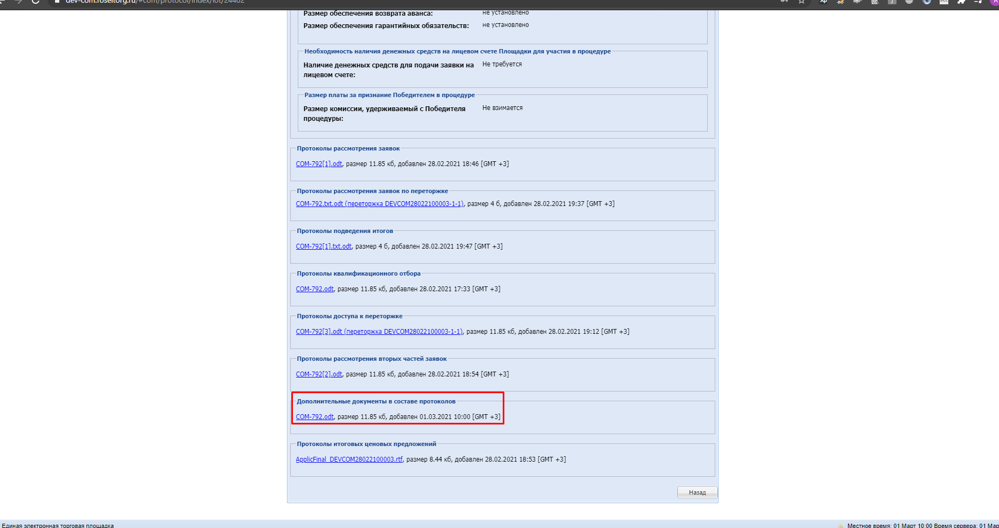 dev-com.roseltorg.ru/#com/protocol/index/lot/24402
Размер обеспечения возврата аванса: не установлено
Размер обеспечения гарантийных обязательств: не установлено
Необходимость наличия денежных средств на лицевом счете Площадки для участия в процедуре
Наличие денежных средств для подачи заявки на Не требуется
лицевом счете:
Размер платы за признание Победителем в процедуре
Размер комиссии, удерживаемый с Победителя Не взимается
процедуры:
Протоколы рассмотрения заявок
COM-792[1].odt, размер 11.85 кб, добавлен 28.02.2021 18:46 [GMT +3]
Протоколы рассмотрения заявок по переторжке
COM-792.txt.odt (переторжка DEVCOM28022100003-1-1), размер 4 б, добавлен 28.02.2021 19:37 [GMT +3]
Протоколы подведения итогов
COM-792[1].txt.odt, размер 4 б, добавлен 28.02.2021 19:47 [GMT +3]
Протоколы квалификационного отбора
COM-792.odt, размер 11.85 кб, добавлен 28.02.2021 17:33 [GMT +3]
Протоколы доступа к переторжке
COM-792[3].odt (переторжка DEVCOM28022100003-1-1), размер 11.85 кб, добавлен 28.02.2021 19:12 [GMT +3]
Протоколы рассмотрения вторых частей заявок
COM-792[2].odt, размер 11.85 кб, добавлен 28.02.2021 18:54 [GMT +3]
Дополнительные документы в составе протоколов
COM-792.odt, размер 11.85 кб, добавлен 01.03.2021 10:00 [GMT +3]
Протоколы итоговых ценовых предложений
ApplicFinal_DEVCOM28022100003.rtf, размер 8.44 кб, добавлен 28.02.2021 18:53 [GMT +3]
Назад
Единая электронная торговая площадка
Местное время: 01 Март 10:00 Время сервера: 01 Мар